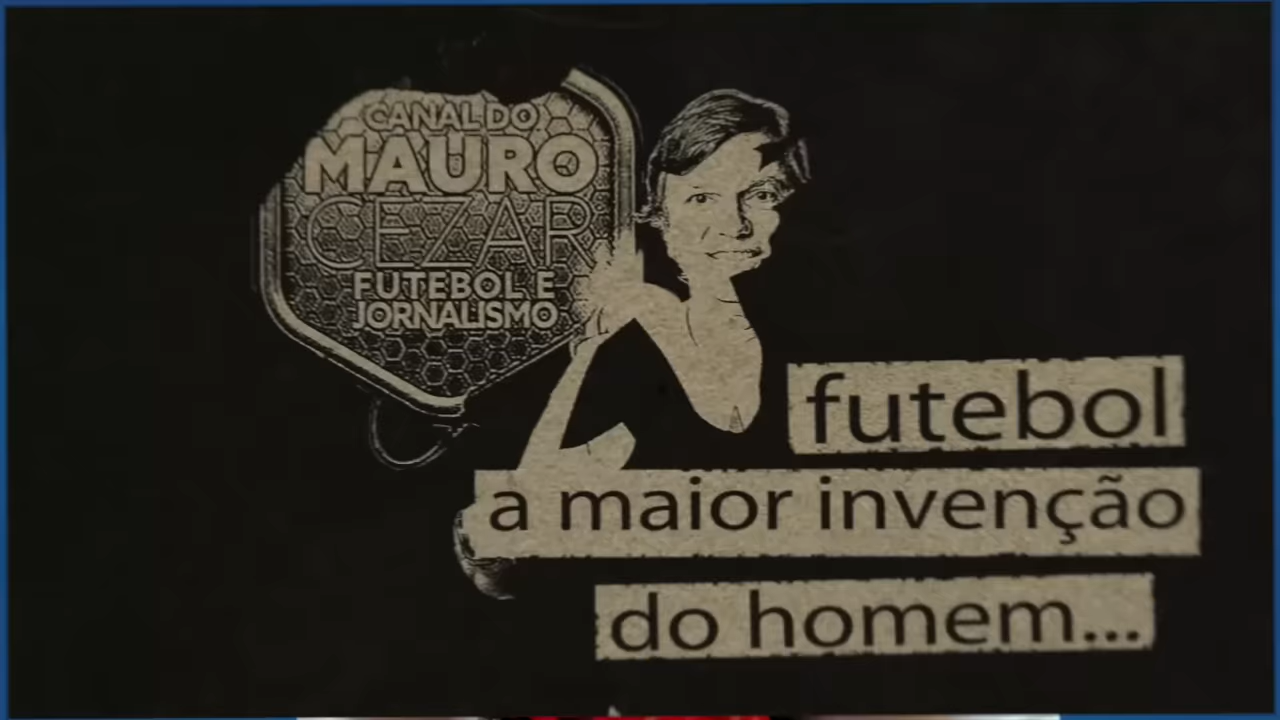 CANAL DO
MAURO
CEZAR
FUTEBOL E
JORNALISMO
futebol
a maior invenção
do homem...